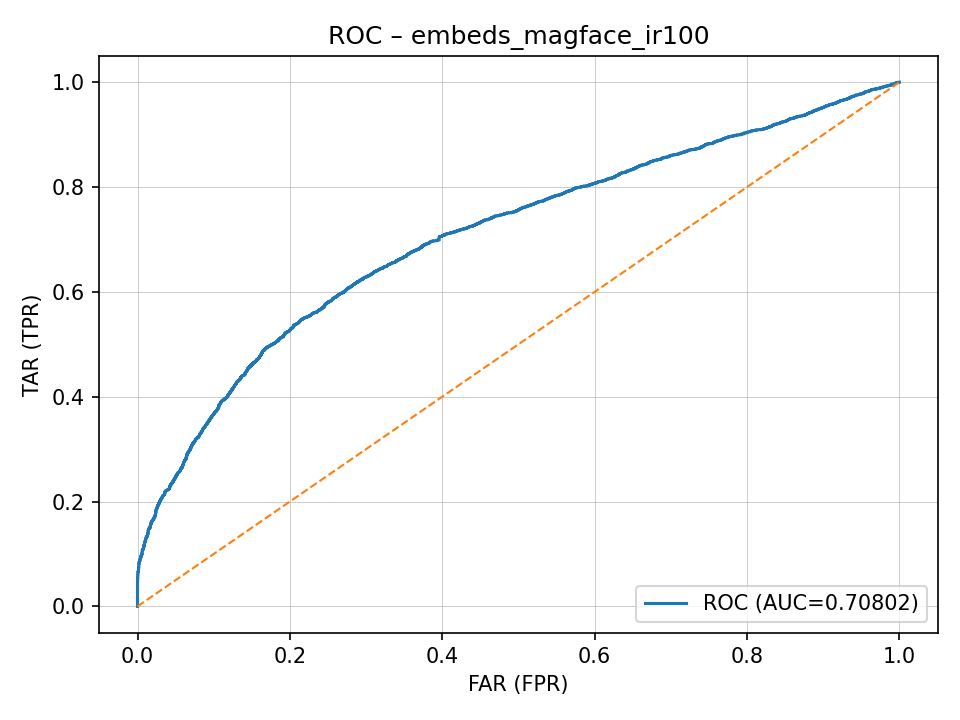 ROC – embeds_magface_ir100
TAR (TPR)
1.0
0.8
0.6
0.4
0.2
0.0
0.0 0.2 0.4 0.6 0.8 1.0
FAR (FPR)
ROC (AUC=0.70802)